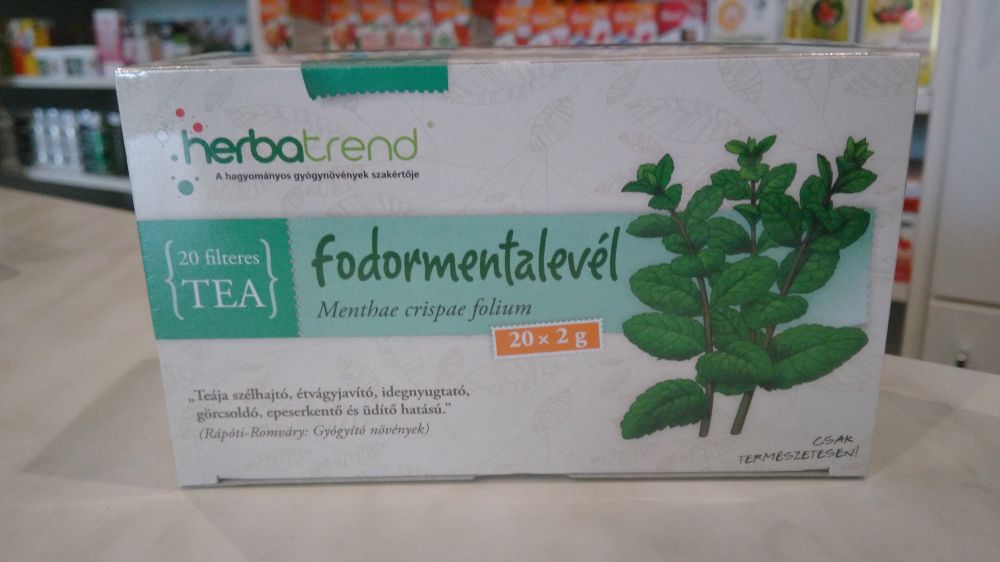 herbatrend®
A hagyományos gyógynövények szakértője
20 filteres
TEA
fodormentalevél
Menthae crispae folium
20 × 2 g
„Teája szélhajtó, étvágyjavító, idegnyugtató,
görcsoldó, epeserkentő és üdítő hatású.”
(Rápóti-Romváry: Gyógyító növények)
CSAK
TERMÉSZETESEN!